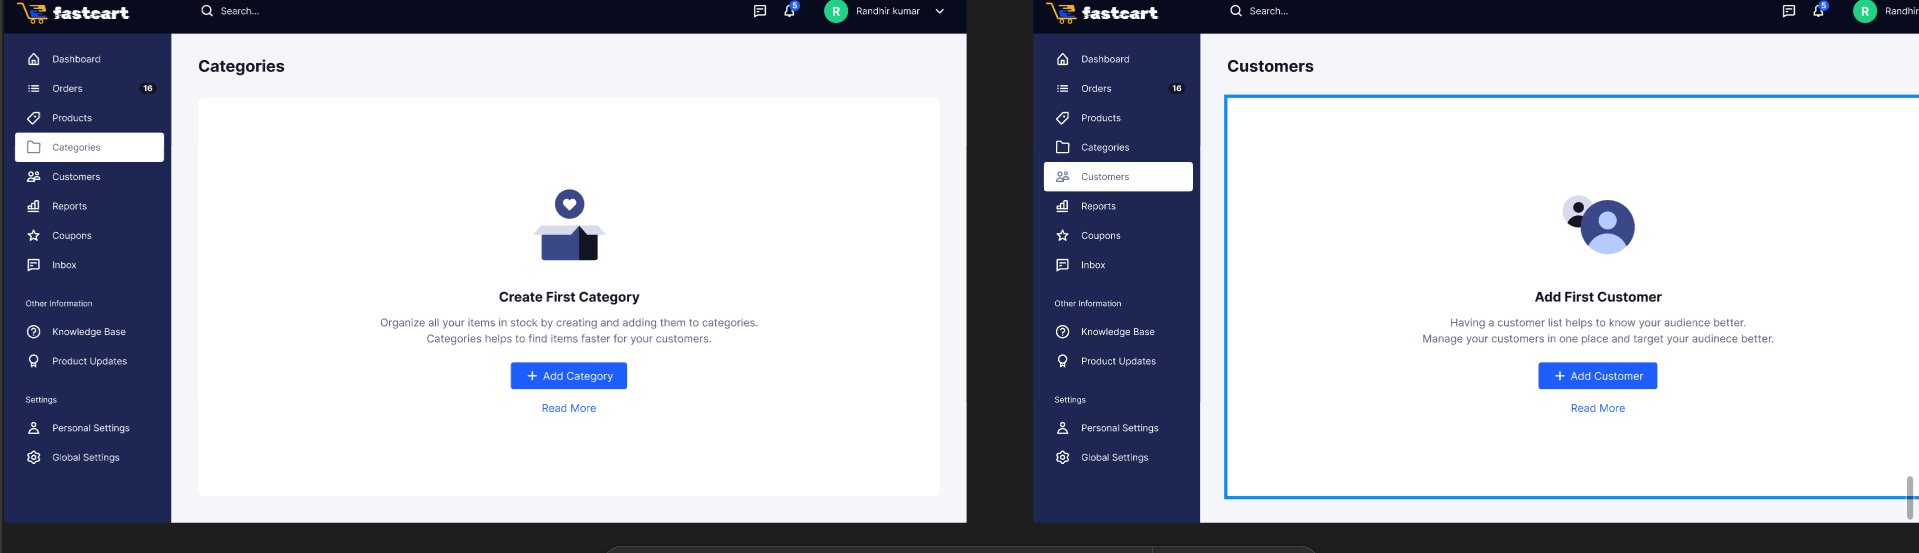 fastcart
Search...
5
R
Randhir kumar
Dashboard
Orders
16
Products
Categories
Customers
Reports
Coupons
Inbox
Other Information
Knowledge Base
Product Updates
Settings
Personal Settings
Global Settings
Categories
Create First Category
Organize all your items in stock by creating and adding them to categories.
Categories helps to find items faster for your customers.
+ Add Category
Read More
fastcart
Search...
5
R
Randhir
Dashboard
Orders
16
Products
Categories
Customers
Reports
Coupons
Inbox
Other Information
Knowledge Base
Product Updates
Settings
Personal Settings
Global Settings
Customers
Add First Customer
Having a customer list helps to know your audience better.
Manage your customers in one place and target your audinece better.
+ Add Customer
Read More